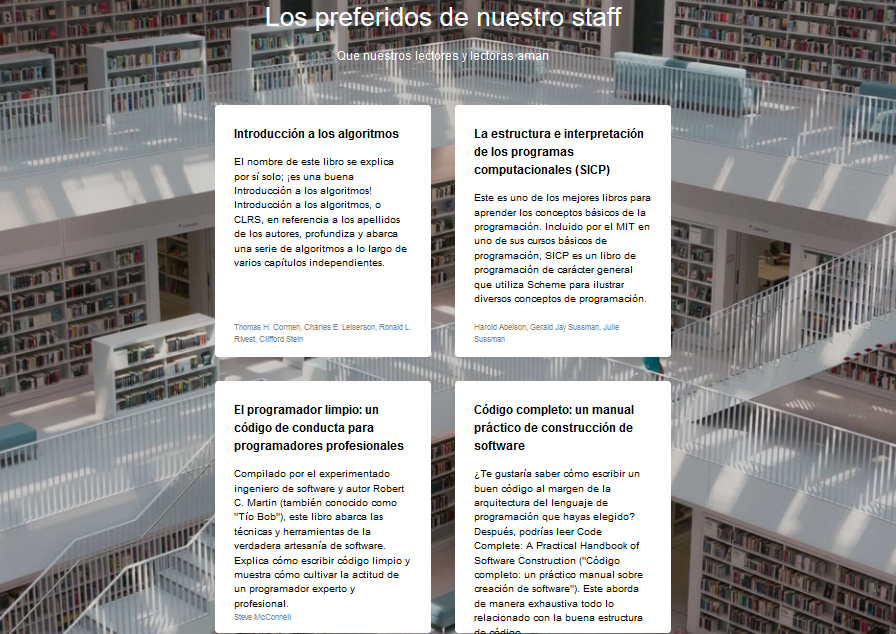 Los preferidos de nuestro staff
Que nuestros lectores y lectoras aman
Introducción a los algoritmos
El nombre de este libro se explica
por sí solo; ¡es una buena
Introducción a los algoritmos!
Introducción a los algoritmos, o
CLRS, en referencia a los apellidos
de los autores, profundiza y abarca
una serie de algoritmos a lo largo de
varios capítulos independientes.
Thomas H. Cormen, Charles E. Leiserson, Ronald L.
Rivest, Clifford Stein
La estructura e interpretación
de los programas
computacionales (SICP)
Este es uno de los mejores libros para
aprender los conceptos básicos de la
programación. Incluido por el MIT en
uno de sus cursos básicos de
programación, SICP es un libro de
programación de carácter general
que utiliza Scheme para ilustrar
diversos conceptos de programación.
Harold Abelson, Gerald Jay Sussman, Julie
Sussman
El programador limpio: un
código de conducta para
programadores profesionales
Compilado por el experimentado
ingeniero de software y autor Robert
C. Martin (también conocido como
"Tío Bob"), este libro abarca las
técnicas y herramientas de la
verdadera artesanía de software.
Explica cómo escribir código limpio y
muestra cómo cultivar la actitud de
un programador experto y
profesional.
Steve McConnell
Código completo: un manual
práctico de construcción de
software
¿Te gustaría saber cómo escribir un
buen código al margen de la
arquitectura del lenguaje de
programación que hayas elegido?
Después, podrías leer Code
Complete: A Practical Handbook of
Software Construction ("Código
completo: un práctico manual sobre
creación de software"). Este aborda
de manera exhaustiva todo lo
relacionado con la buena estructura
de código